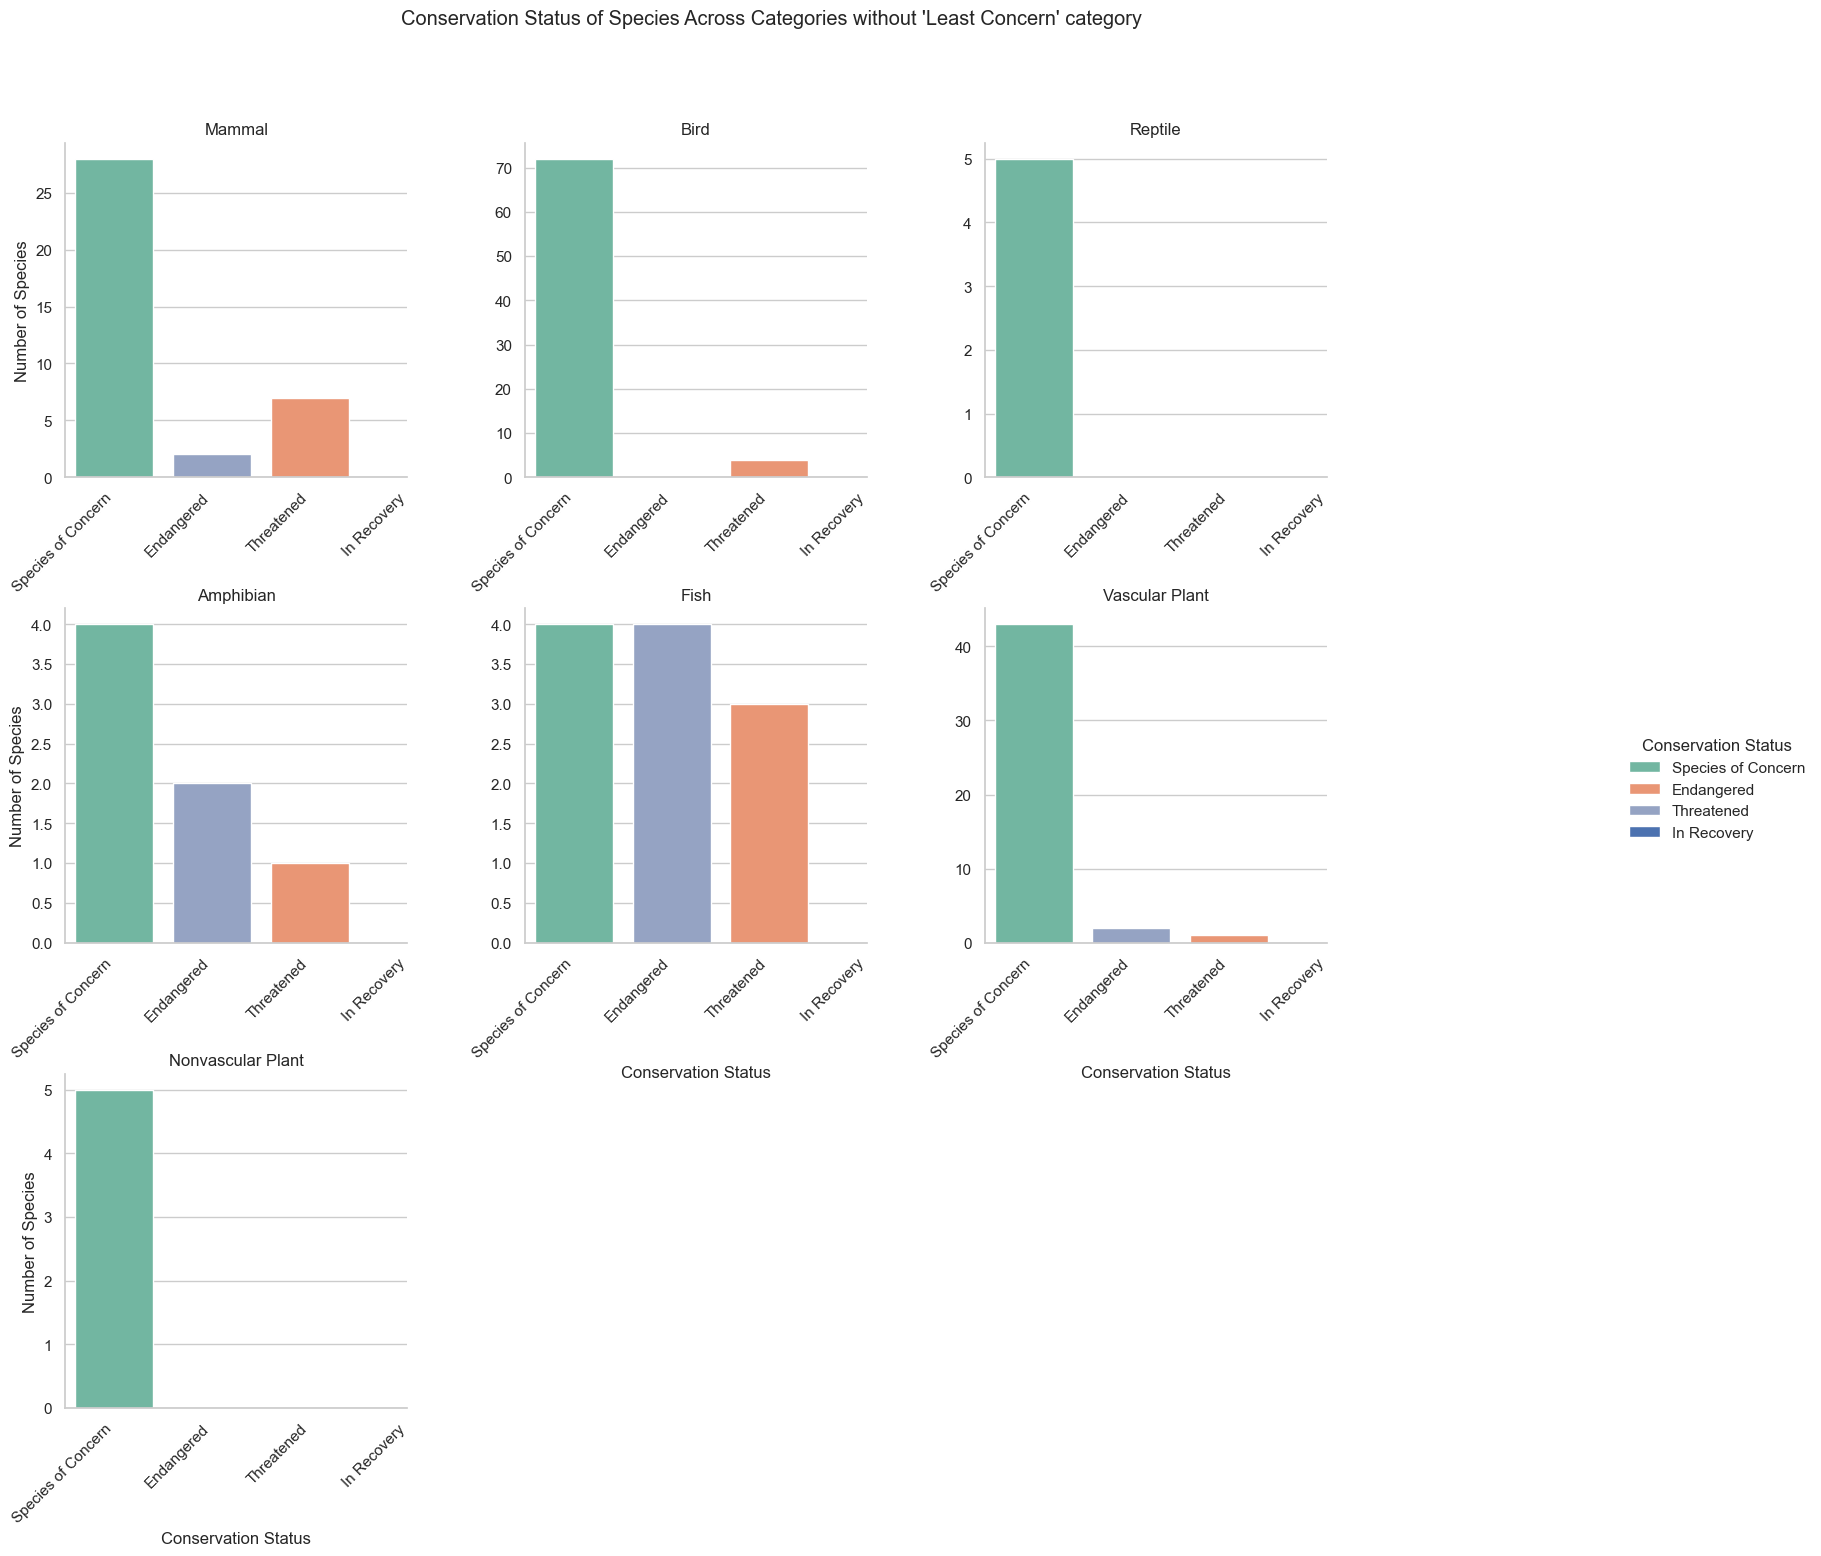 Conservation Status of Species Across Categories without 'Least Concern' category
Mammal
Number of Species
25
20
15
10
5
0
Species of Concern
Endangered
Threatened
In Recovery
Bird
70
60
50
40
30
20
10
0
Species of Concern
Endangered
Threatened
In Recovery
Reptile
5
4
3
2
1
0
Species of Concern
Endangered
Threatened
In Recovery
Amphibian
Number of Species
4.0
3.5
3.0
2.5
2.0
1.5
1.0
0.5
0.0
Species of Concern
Endangered
Threatened
In Recovery
Fish
4.0
3.5
3.0
2.5
2.0
1.5
1.0
0.5
0.0
Species of Concern
Endangered
Threatened
In Recovery
Conservation Status
Vascular Plant
40
30
20
10
0
Species of Concern
Endangered
Threatened
In Recovery
Conservation Status
Conservation Status
Species of Concern
Endangered
Threatened
In Recovery
Nonvascular Plant
Number of Species
5
4
3
2
1
0
Species of Concern
Endangered
Threatened
In Recovery
Conservation Status